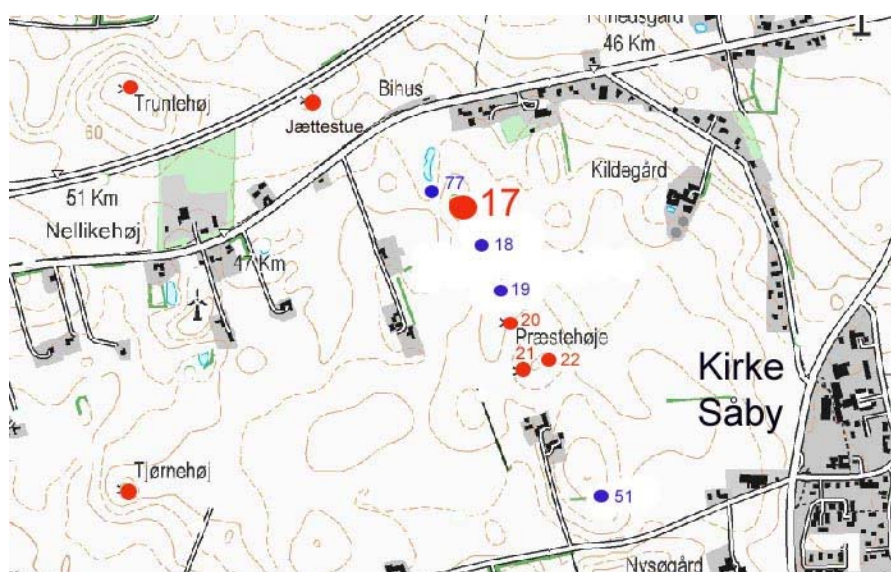 46 Km
Truntehøj
Bihus
Jættestue
60
51 Km
Kildegård
77
17
Nellikehøj
18
47 Km
19
20
Præstehøje
21
22
Kirke
Såby
Tjørnehøj
51
Nysøgård